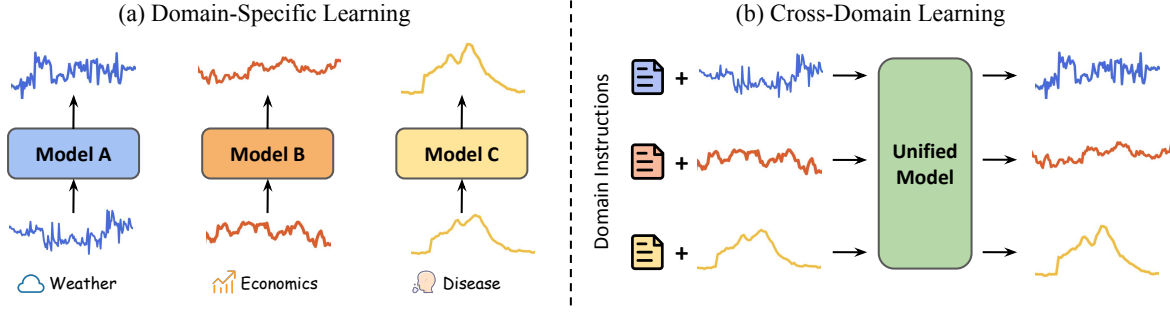 (a) Domain-Specific Learning
Model A
Model B
Model C
Weather
Economics
Disease
(b) Cross-Domain Learning
Domain Instructions
+
+
+
Unified
Model